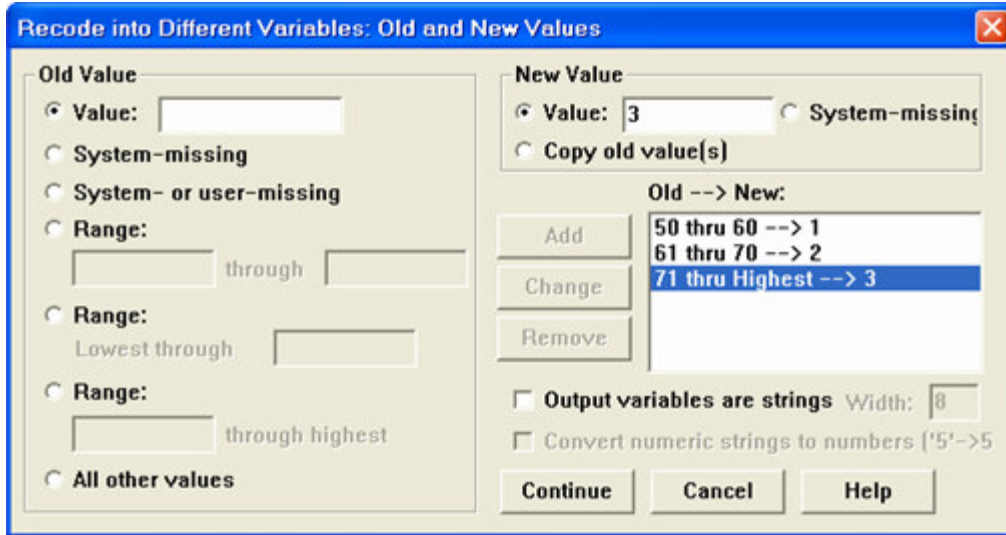 Recode into Different Variables: Old and New Values
Old Value
Value:
System-missing
System- or user-missing
Range:
through
Range:
Lowest through
Range:
through highest
All other values
New Value
Value: 3 System-missing
Copy old value(s)
Old --> New:
50 thru 60 --> 1
61 thru 70 --> 2
71 thru Highest --> 3
Add
Change
Remove
Output variables are strings Width: 8
Convert numeric strings to numbers ('5'->5
Continue Cancel Help